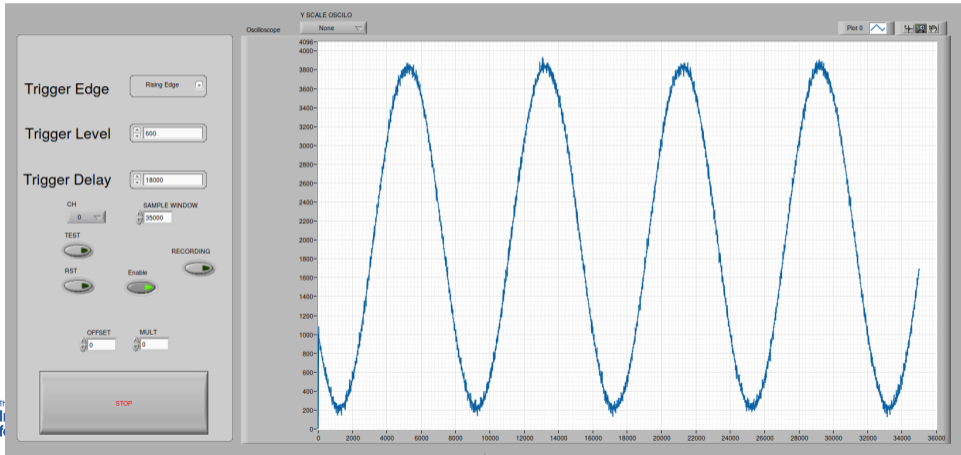 Y SCALE OSCILO
Oscilloscope
None
Plot 0
Trigger Edge
Rising Edge
Trigger Level
600
Trigger Delay
18000
CH
0
SAMPLE WINDOW
35000
TEST
RECORDING
RST
Enable
OFFSET
0
MULT
0
STOP
4096
4000
3800
3600
3400
3200
3000
2800
2600
2400
2200
2000
1800
1600
1400
1200
1000
800
600
400
200
0
0 2000 4000 6000 8000 10000 12000 14000 16000 18000 20000 22000 24000 26000 28000 30000 32000 34000 36000